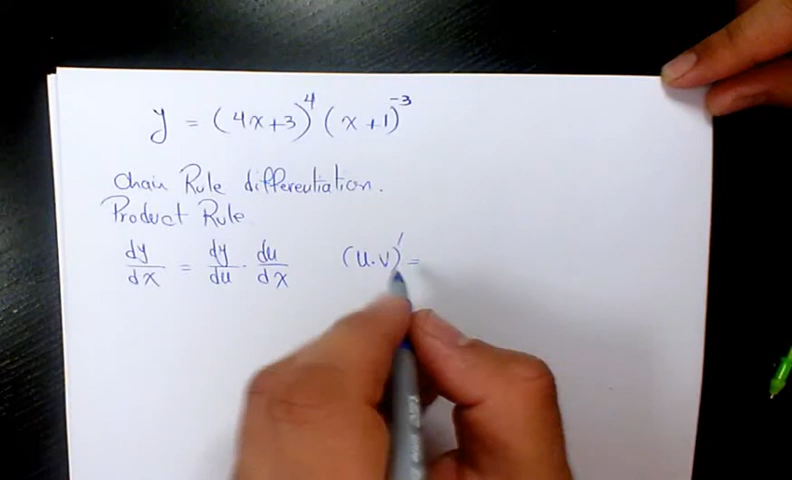 y = (4x+3)⁴ (x+1)⁻³
Chain Rule differentiation.
Product Rule
dy/dx = dy/du · du/dx (u.v)' =